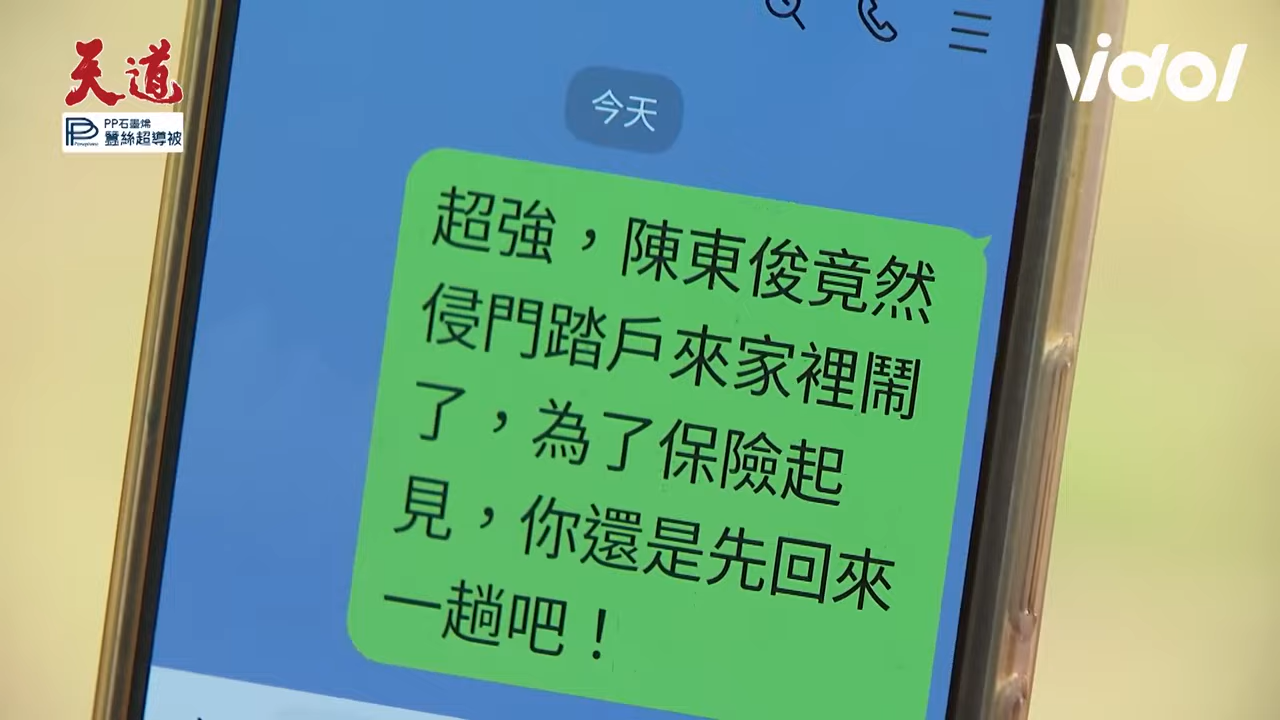 天道
PP石墨烯
蠶絲超導被
Vidol
今天
超強，陳東俊竟然
侵門踏戶來家裡鬧
了，為了保險起
見，你還是先回來
一趟吧！